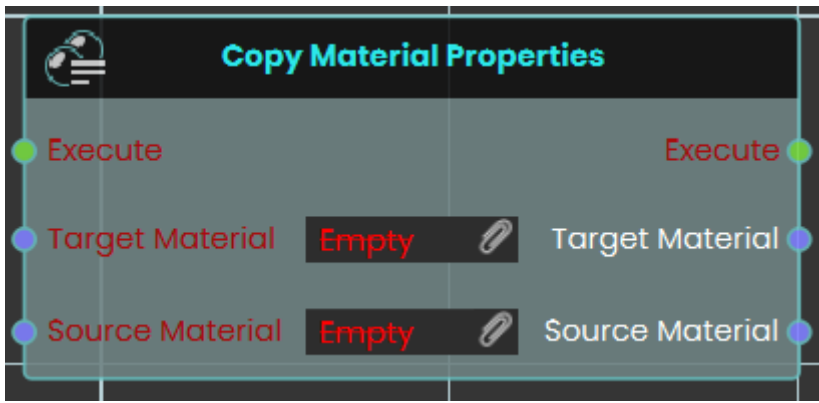 Copy Material Properties
Execute Execute
Target Material Empty Target Material
Source Material Empty Source Material